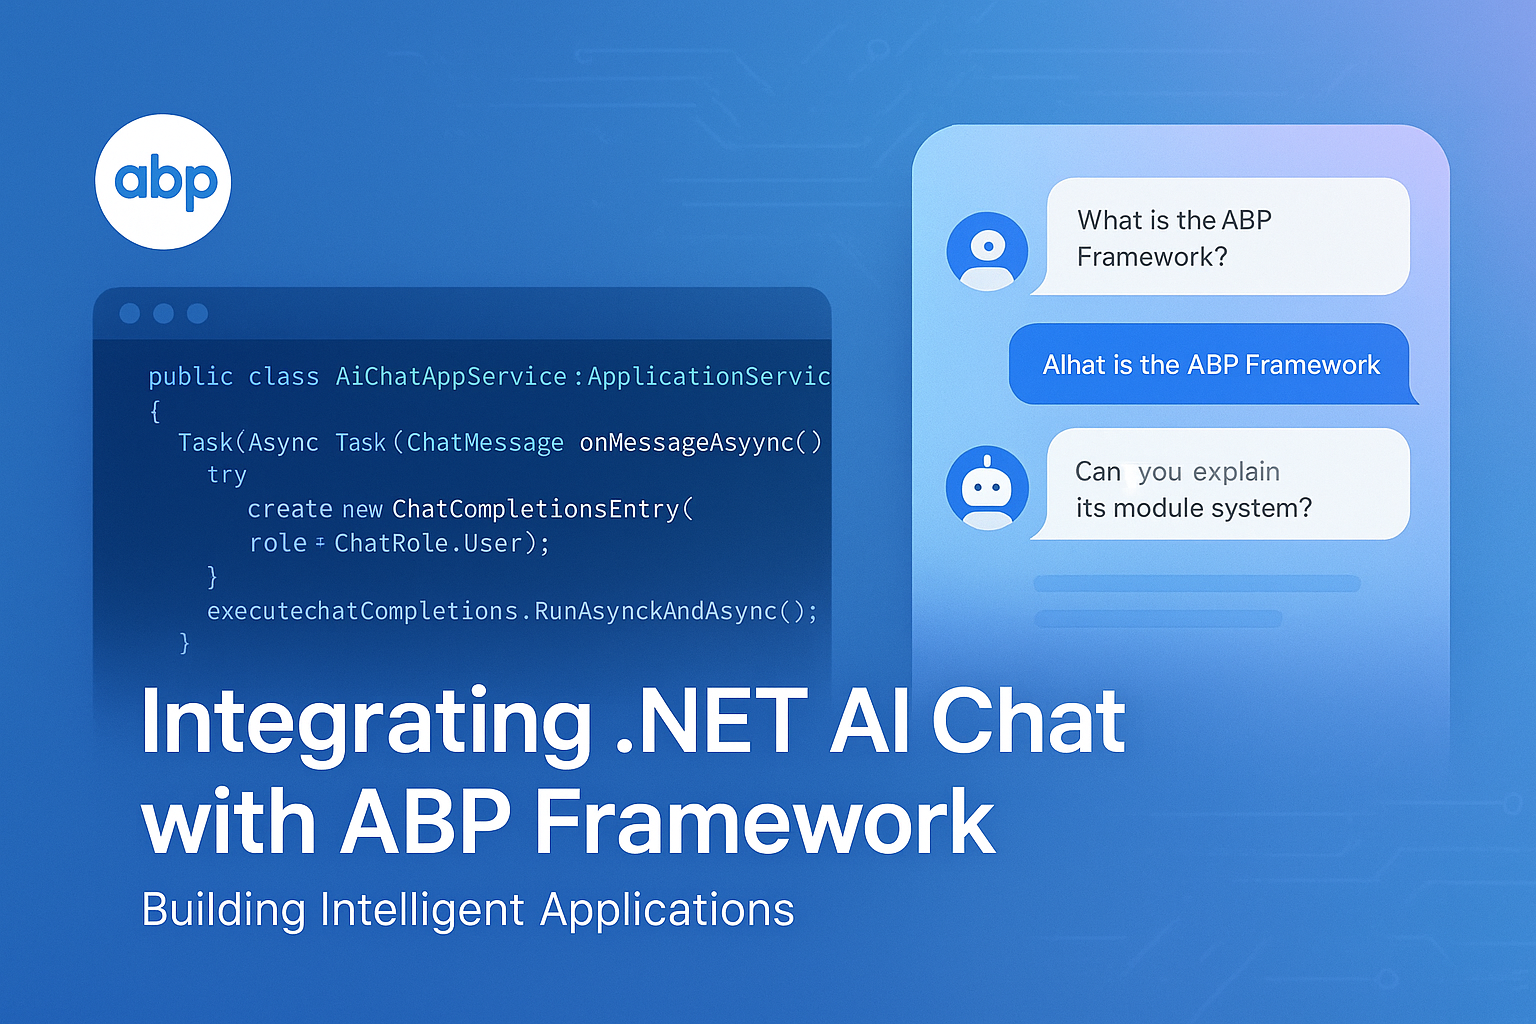 abp
public class AiChatAppService:ApplicationServic
{
Task(Async Task(ChatMessage onMessageAsyync()
try
create new ChatCompletionsEntry(
role = ChatRole.User);
}
executechatCompletions.RunAsynckAndAsync();
}
What is the ABP
Framework?
Alhat is the ABP Framework
Can you explain
its module system?
Integrating .NET AI Chat
with ABP Framework
Building Intelligent Applications